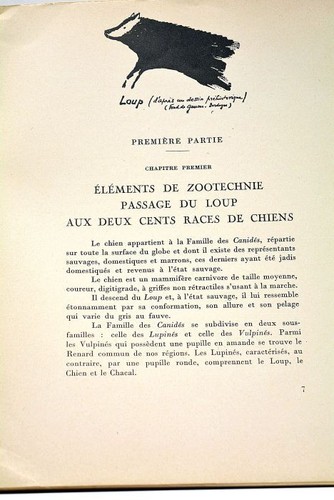 Loup (d'après un dessin préhistorique)
(Font de Gaume. Dordogne)
PREMIÈRE PARTIE
CHAPITRE PREMIER
ÉLÉMENTS DE ZOOTECHNIE
PASSAGE DU LOUP
AUX DEUX CENTS RACES DE CHIENS
Le chien appartient à la Famille des Canidés, répartie
sur toute la surface du globe et dont il existe des représentants
sauvages, domestiques et marrons, ces derniers ayant été jadis
domestiqués et revenus à l'état sauvage.
Le chien est un mammifère carnivore de taille moyenne,
coureur, digitigrade, à griffes non rétractiles s'usant à la marche.
Il descend du Loup et, à l'état sauvage, il lui ressemble
étonnamment par sa conformation, son allure et son pelage
qui varie du gris au fauve.
La Famille des Canidés se subdivise en deux sous-
familles : celle des Lupinés et celle des Vulpinés. Parmi
les Vulpinés qui possèdent une pupille en amande se trouve le
Renard commun de nos régions. Les Lupinés, caractérisés, au
contraire, par une pupille ronde, comprennent le Loup, le
Chien et le Chacal.
7